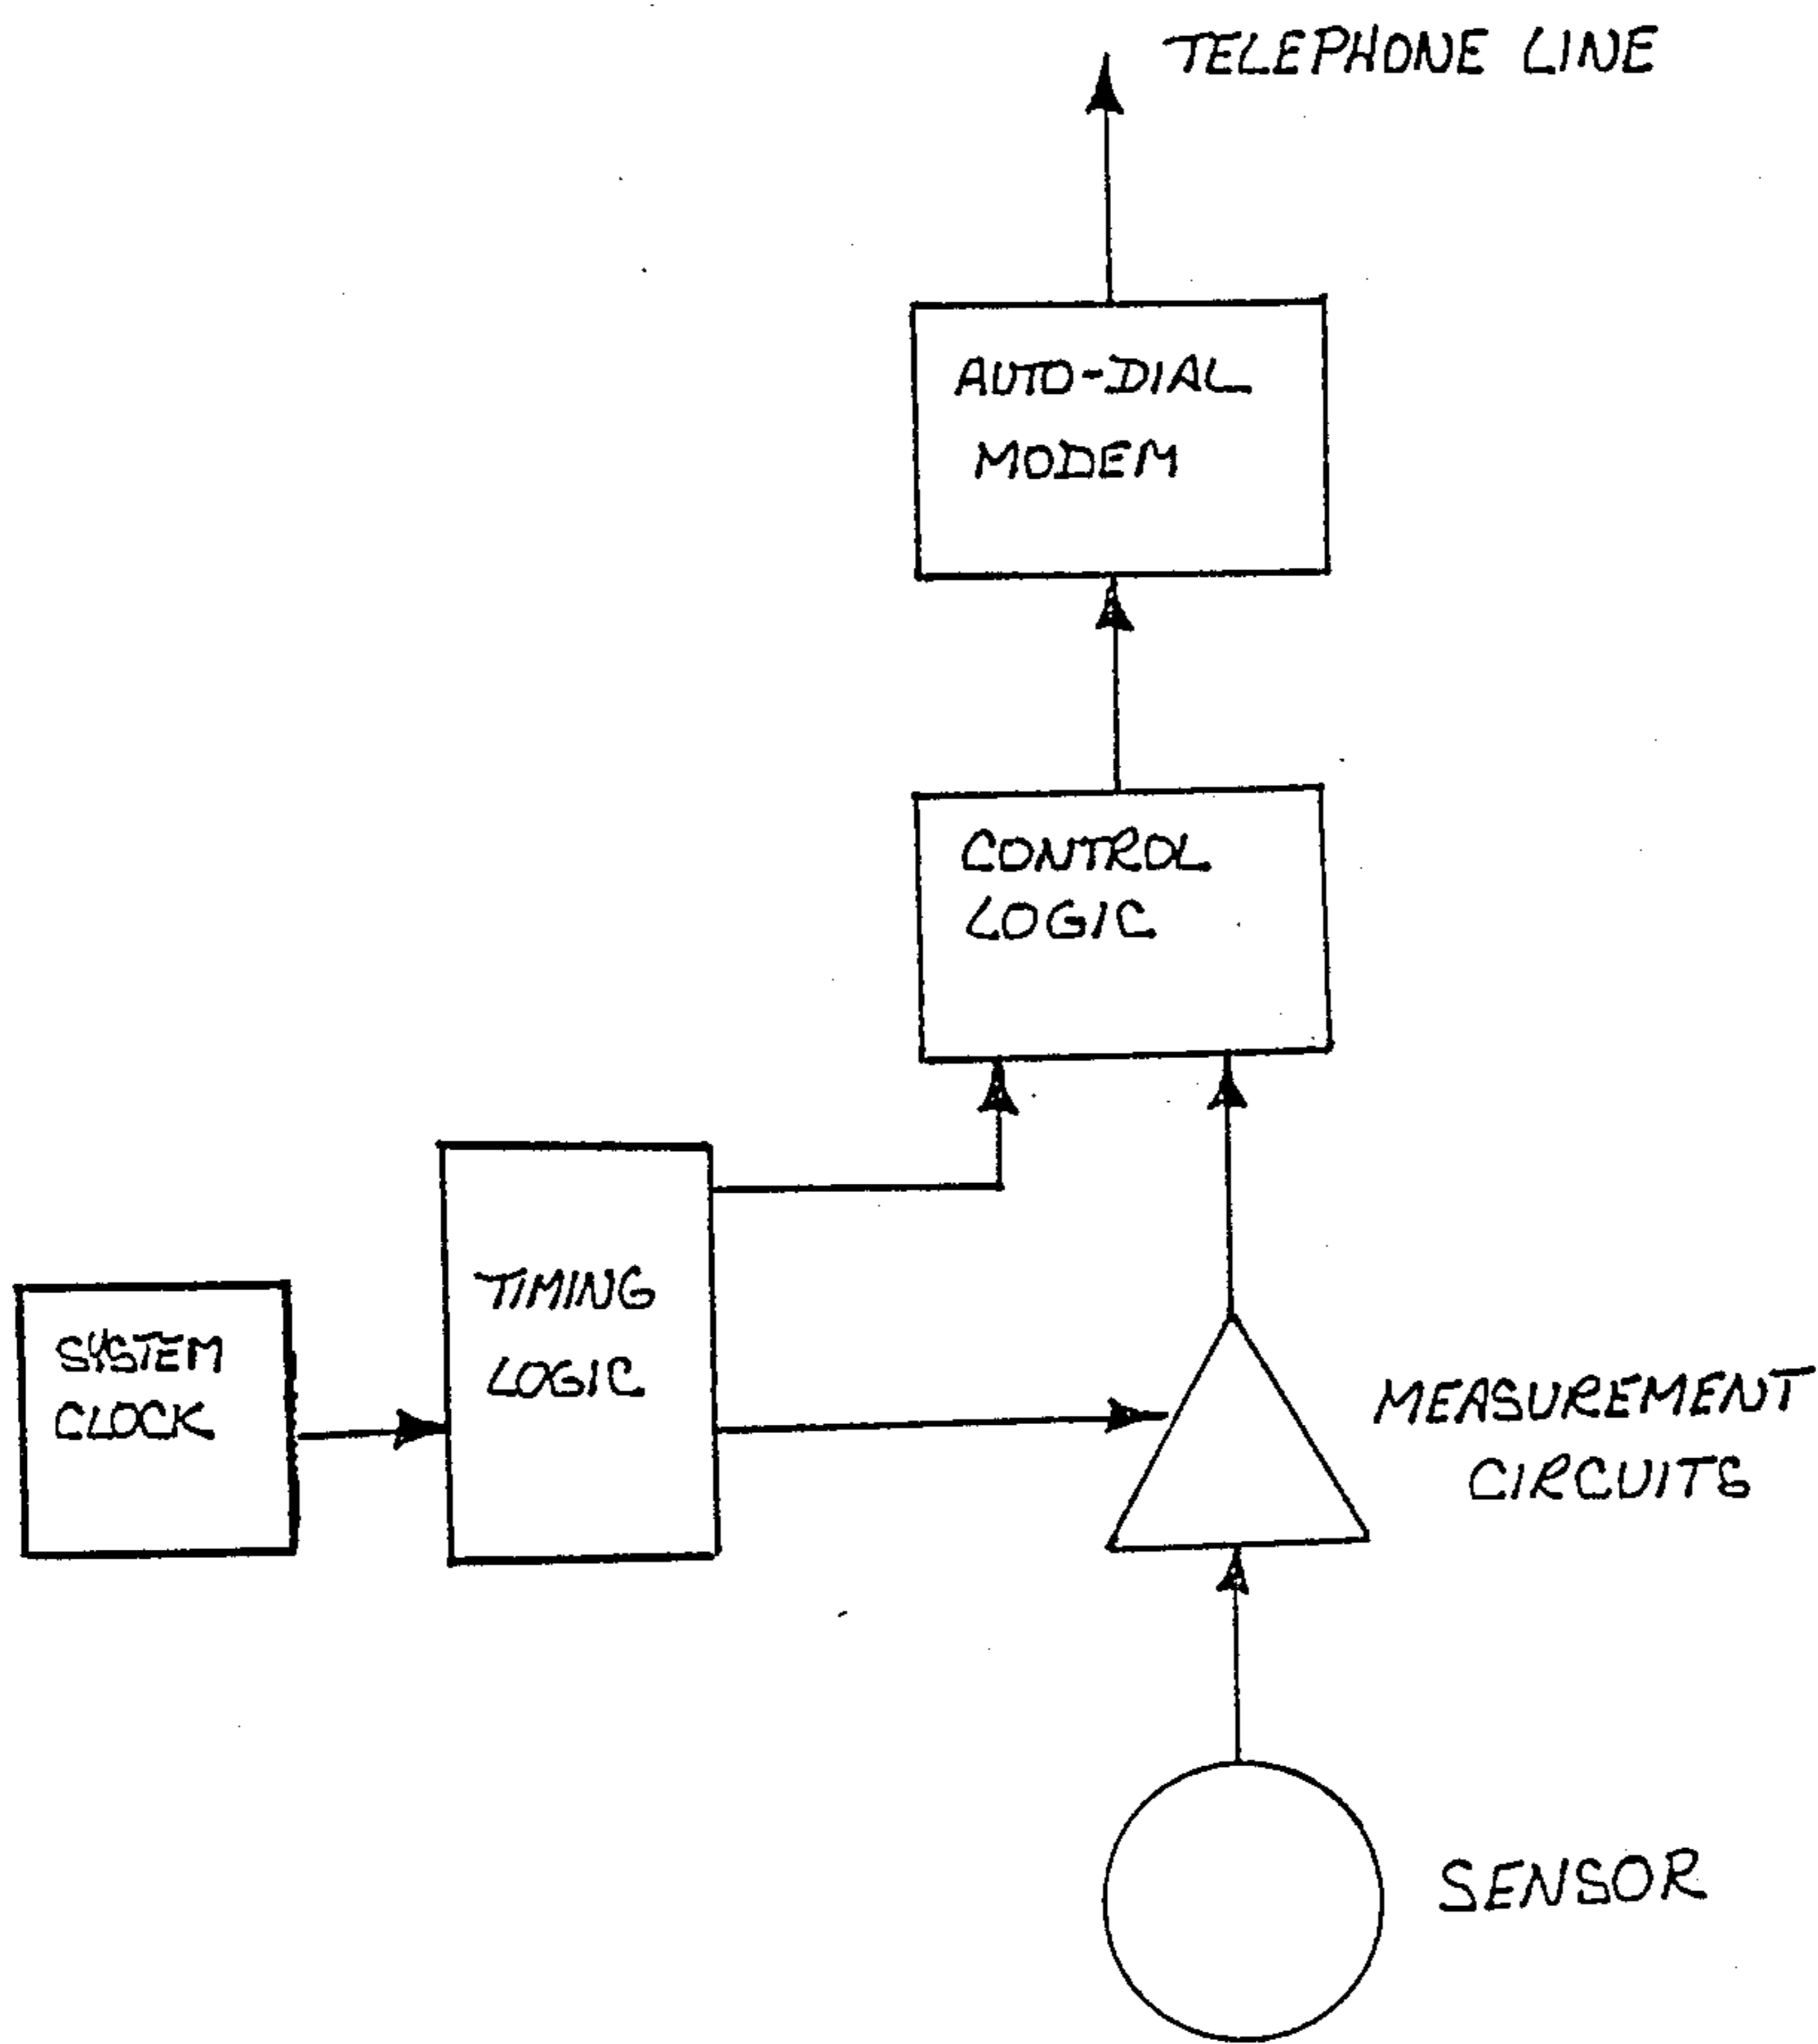 TELEPHONE LINE
AUTO-DIAL
MODEM
CONTROL
LOGIC
TIMING
LOGIC
SYSTEM
CLOCK
MEASUREMENT
CIRCUITS
SENSOR